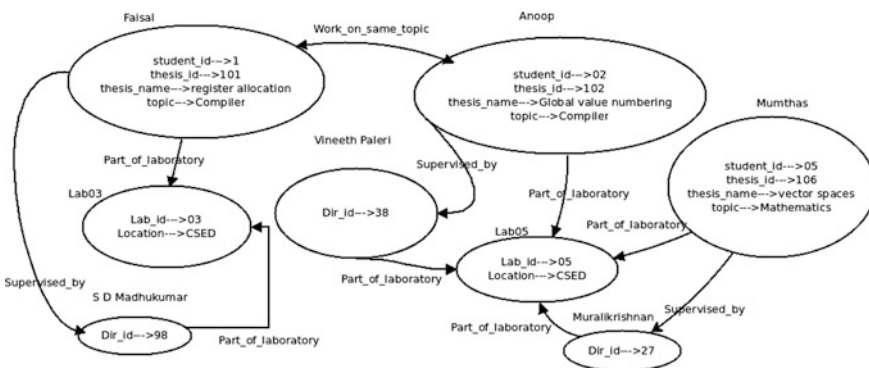 Faisal
Anoop
Work_on_same_topic
student_id--->1
thesis_id--->101
thesis_name--->register allocation
topic--->Compiler
student_id--->02
thesis_id--->102
thesis_name--->Global value numbering
topic--->Compiler
Mumthas
student_id--->05
thesis_id--->106
thesis_name--->vector spaces
topic--->Mathematics
Vineeth Paleri
Part_of_laboratory
Supervised_by
Lab03
Lab_id--->03
Location--->CSED
Dir_id--->38
Part_of_laboratory
Part_of_laboratory
Lab05
Lab_id--->05
Location--->CSED
Part_of_laboratory
Supervised_by
S D Madhukumar
Dir_id--->98
Part_of_laboratory
Muralikrishnan
Part_of_laboratory
Supervised_by
Dir_id--->27